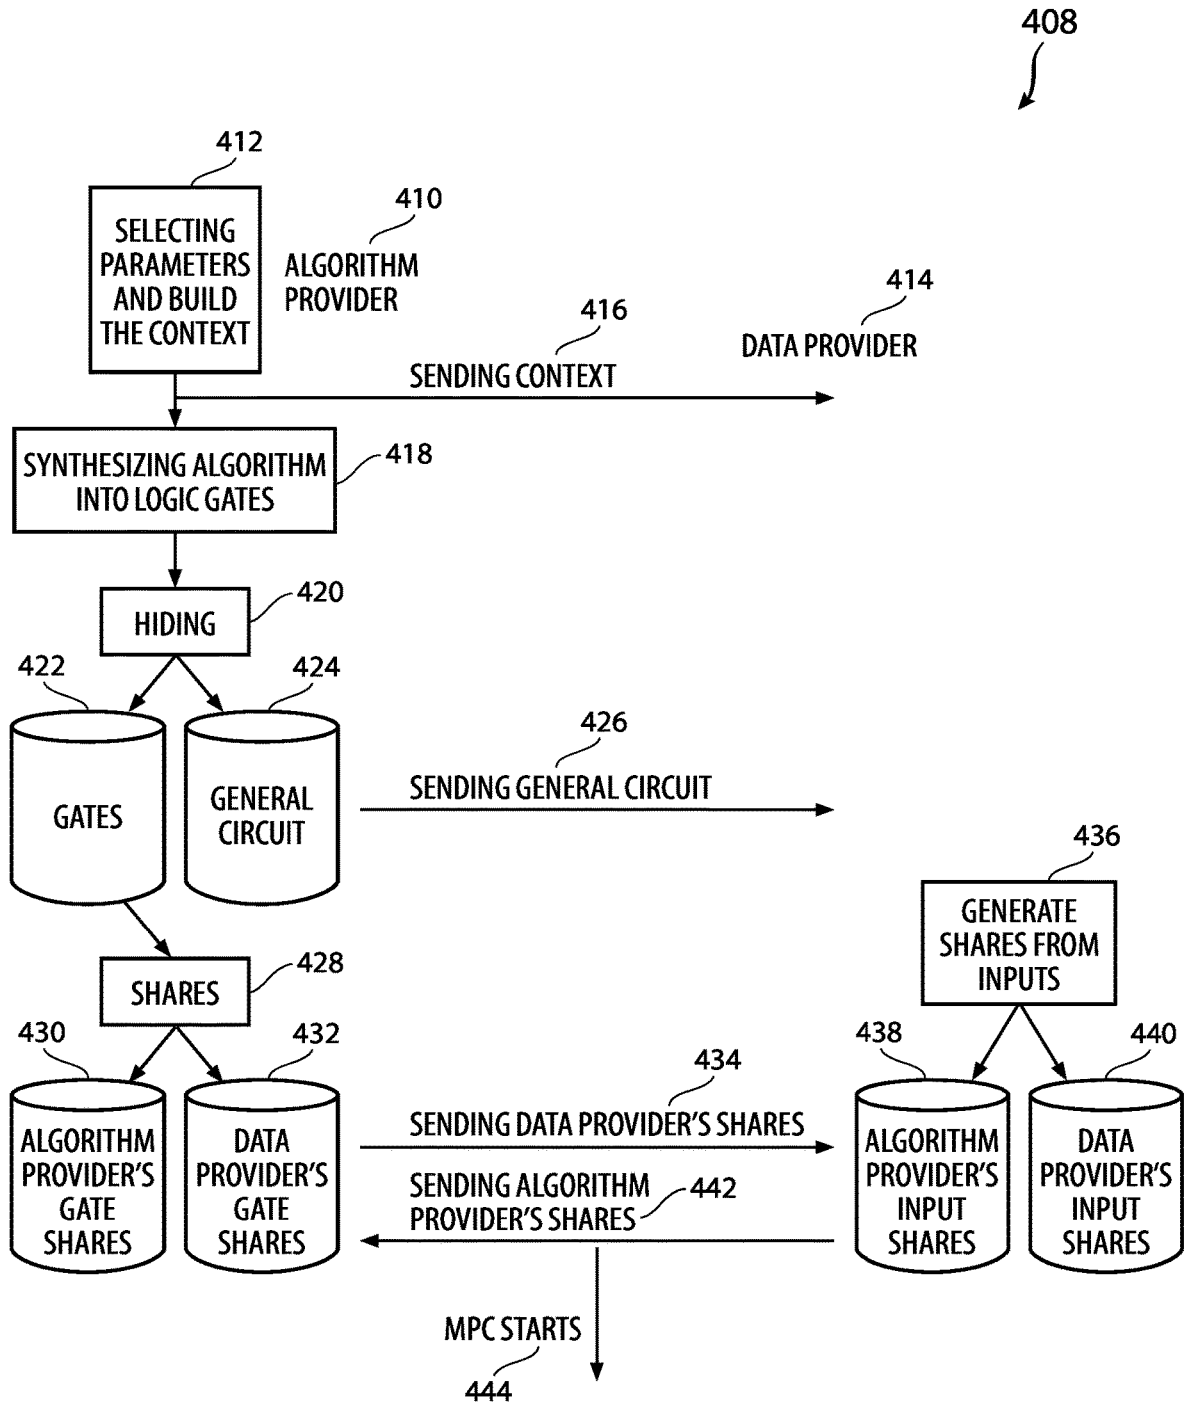 408
412
SELECTING
PARAMETERS
AND BUILD
THE CONTEXT
410
ALGORITHM
PROVIDER
414
DATA PROVIDER
416
SENDING CONTEXT
SYNTHESIZING ALGORITHM
INTO LOGIC GATES
418
HIDING
420
422
424
GATES
GENERAL
CIRCUIT
426
SENDING GENERAL CIRCUIT
436
GENERATE
SHARES FROM
INPUTS
SHARES
428
430
432
ALGORITHM
PROVIDER'S
GATE
SHARES
DATA
PROVIDER'S
GATE
SHARES
434
SENDING DATA PROVIDER'S SHARES
SENDING ALGORITHM
PROVIDER'S SHARES
442
438
440
ALGORITHM
PROVIDER'S
INPUT
SHARES
DATA
PROVIDER'S
INPUT
SHARES
MPC STARTS
444